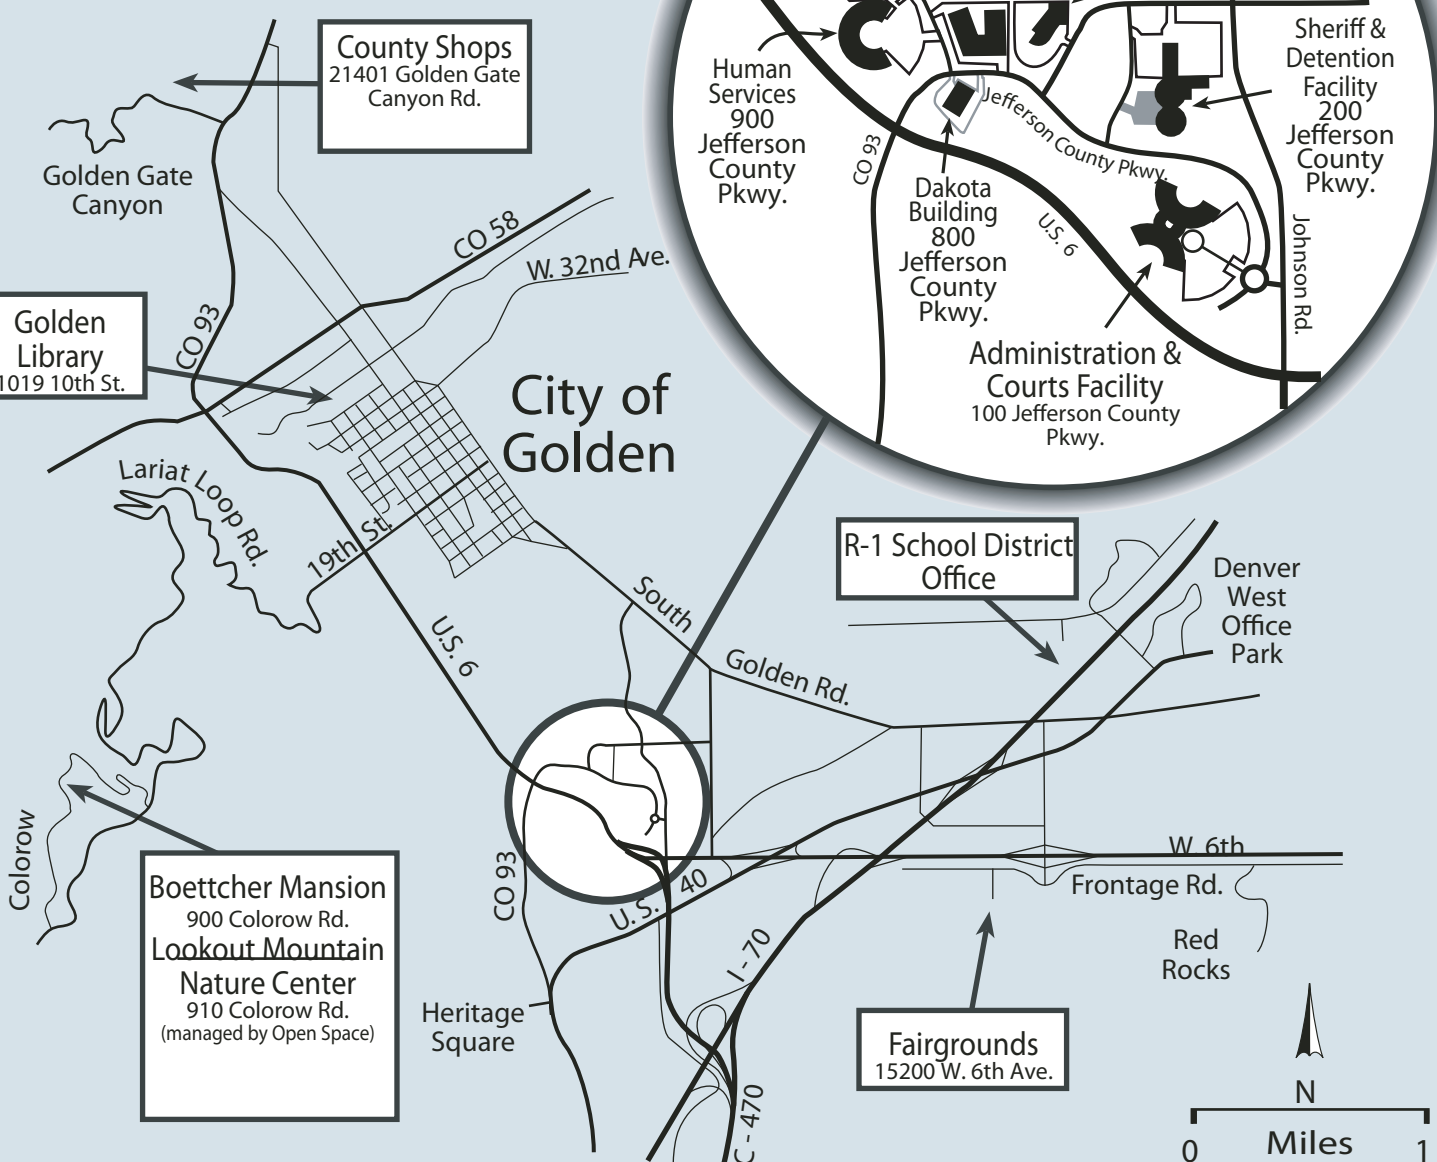 County Shops
21401 Golden Gate
Canyon Rd.
Golden Gate
Canyon
CO 58
W. 32nd Ave.
CO 93
Golden
Library
1019 10th St.
City of
Golden
Lariat Loop Rd.
19th St.
U.S. 6
South
Golden Rd.
Human
Services
900
Jefferson
County
Pkwy.
CO 93
Dakota
Building
800
Jefferson
County
Pkwy.
Jefferson County Pkwy.
U.S. 6
Sheriff &
Detention
Facility
200
Jefferson
County
Pkwy.
Johnson Rd.
Administration &
Courts Facility
100 Jefferson County
Pkwy.
R-1 School District
Office
Denver
West
Office
Park
Colorow
Boettcher Mansion
900 Colorow Rd.
Lookout Mountain
Nature Center
910 Colorow Rd.
(managed by Open Space)
CO 93
U. S. 40
W. 6th
Frontage Rd.
Red
Rocks
I - 70
Heritage
Square
Fairgrounds
15200 W. 6th Ave.
C - 470
N
0 Miles 1